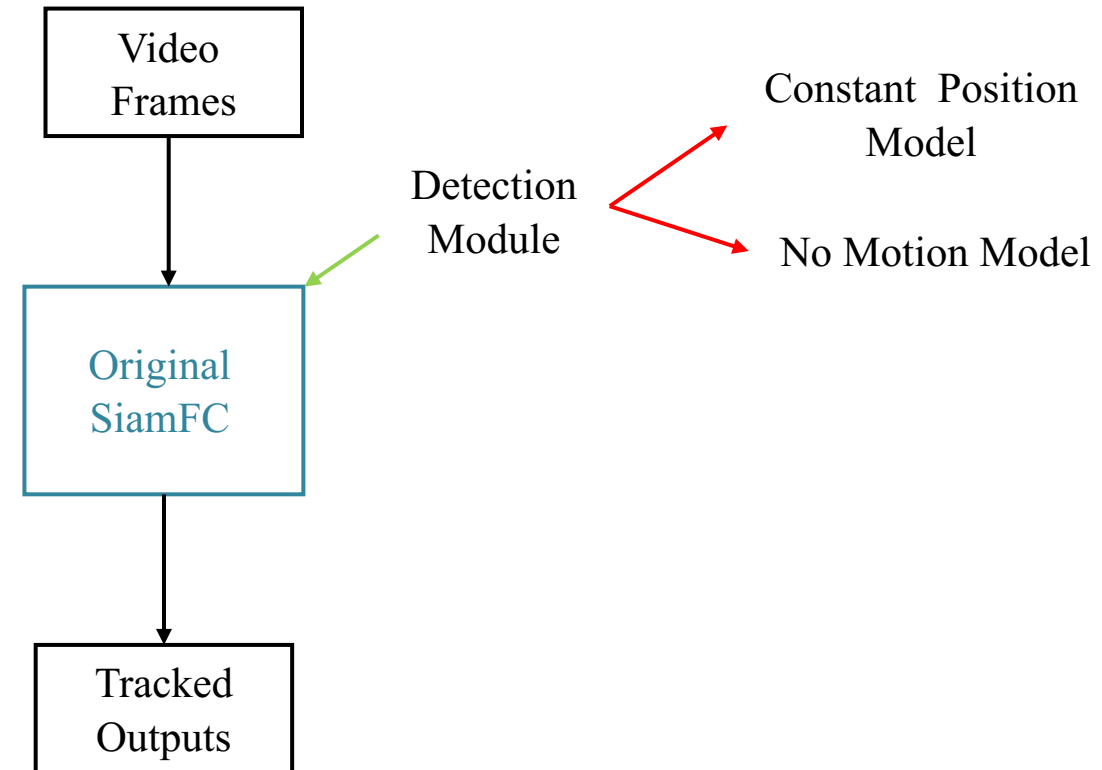 Video
Frames
Constant Position
Model
Detection
Module
No Motion Model
Original
SiamFC
Tracked
Outputs